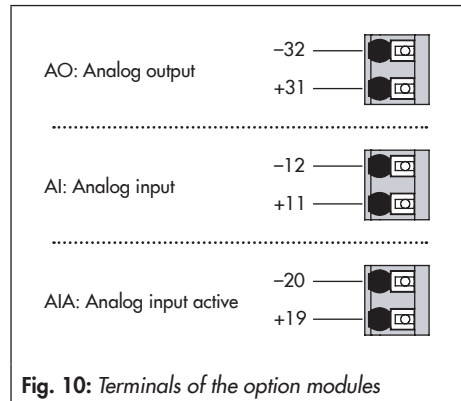 AO: Analog output
–32
+31
AI: Analog input
–12
+11
AIA: Analog input active
–20
+19
Fig. 10: Terminals of the option modules